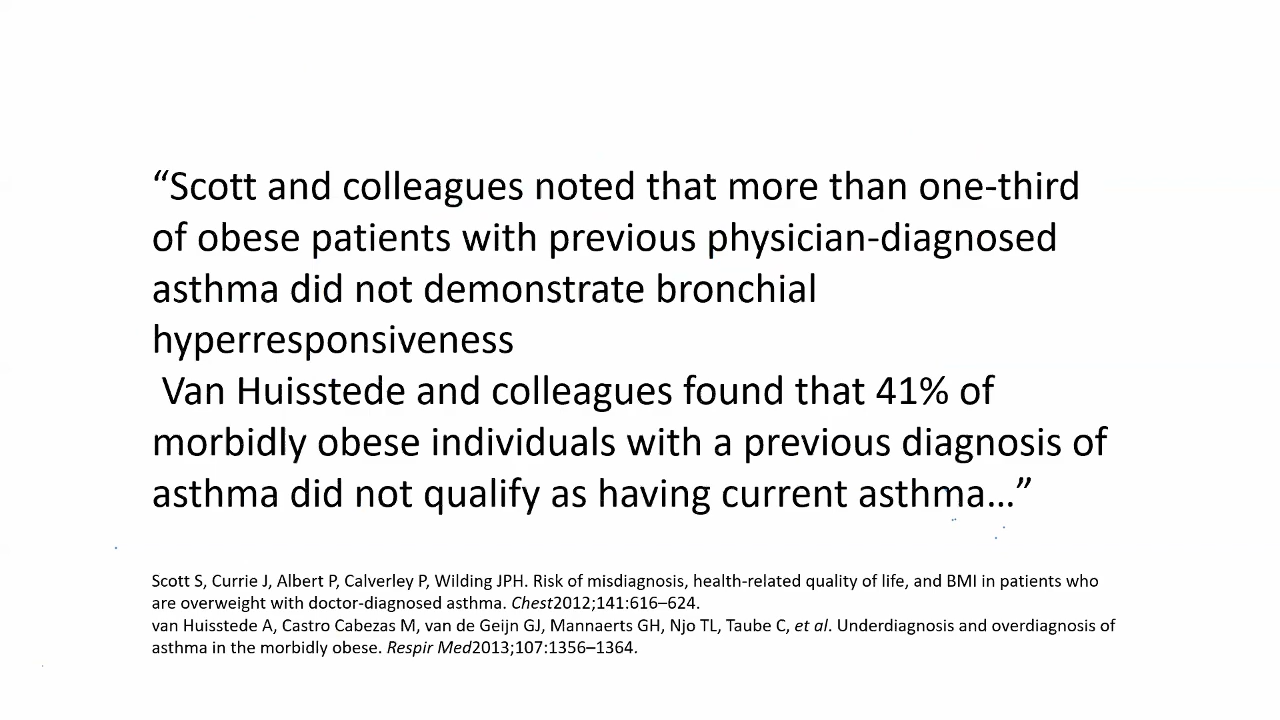 “Scott and colleagues noted that more than one-third
of obese patients with previous physician-diagnosed
asthma did not demonstrate bronchial
hyperresponsiveness
Van Huisstede and colleagues found that 41% of
morbidly obese individuals with a previous diagnosis of
asthma did not qualify as having current asthma…”
Scott S, Currie J, Albert P, Calverley P, Wilding JPH. Risk of misdiagnosis, health-related quality of life, and BMI in patients who
are overweight with doctor-diagnosed asthma. Chest2012;141:616–624.
van Huisstede A, Castro Cabezas M, van de Geijn GJ, Mannaerts GH, Njo TL, Taube C, et al. Underdiagnosis and overdiagnosis of
asthma in the morbidly obese. Respir Med2013;107:1356–1364.